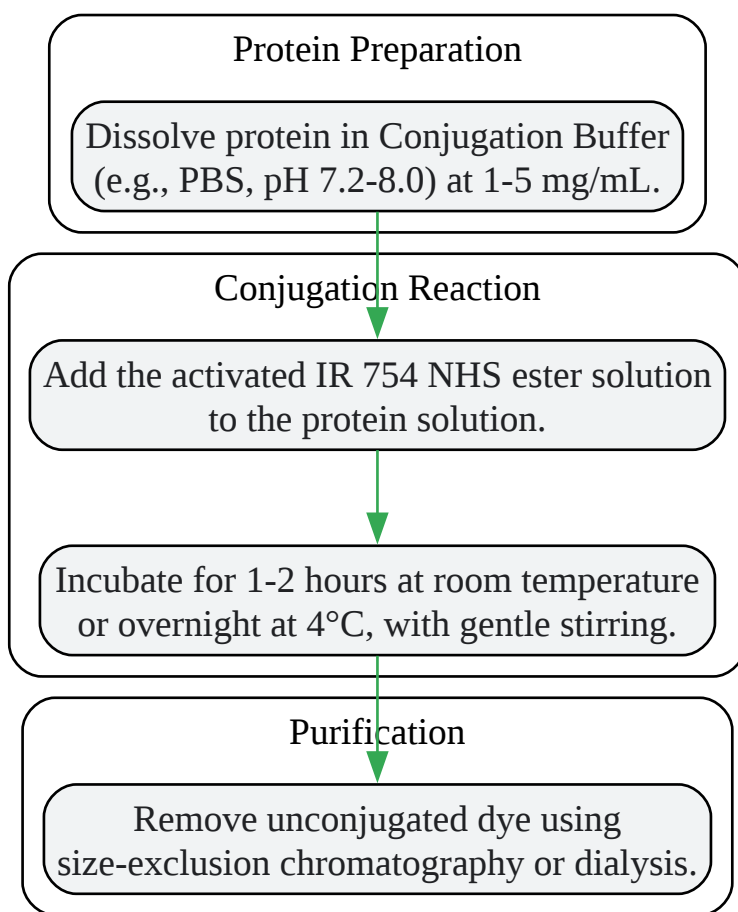 Protein Preparation
Dissolve protein in Conjugation Buffer
(e.g., PBS, pH 7.2-8.0) at 1-5 mg/mL.
Conjugation Reaction
Add the activated IR 754 NHS ester solution
to the protein solution.
Incubate for 1-2 hours at room temperature
or overnight at 4°C, with gentle stirring.
Purification
Remove unconjugated dye using
size-exclusion chromatography or dialysis.